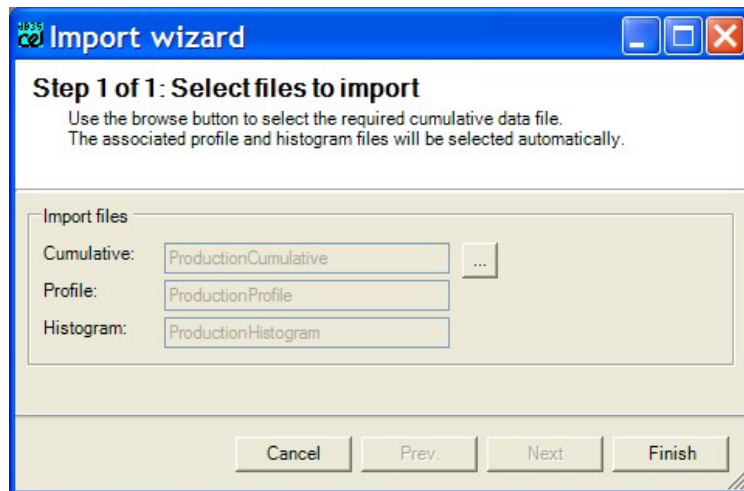 dB35
cel
Import wizard
Step 1 of 1: Select files to import
Use the browse button to select the required cumulative data file.
The associated profile and histogram files will be selected automatically.
Import files
Cumulative: ProductionCumulative ...
Profile: ProductionProfile
Histogram: ProductionHistogram
Cancel Prev. Next Finish